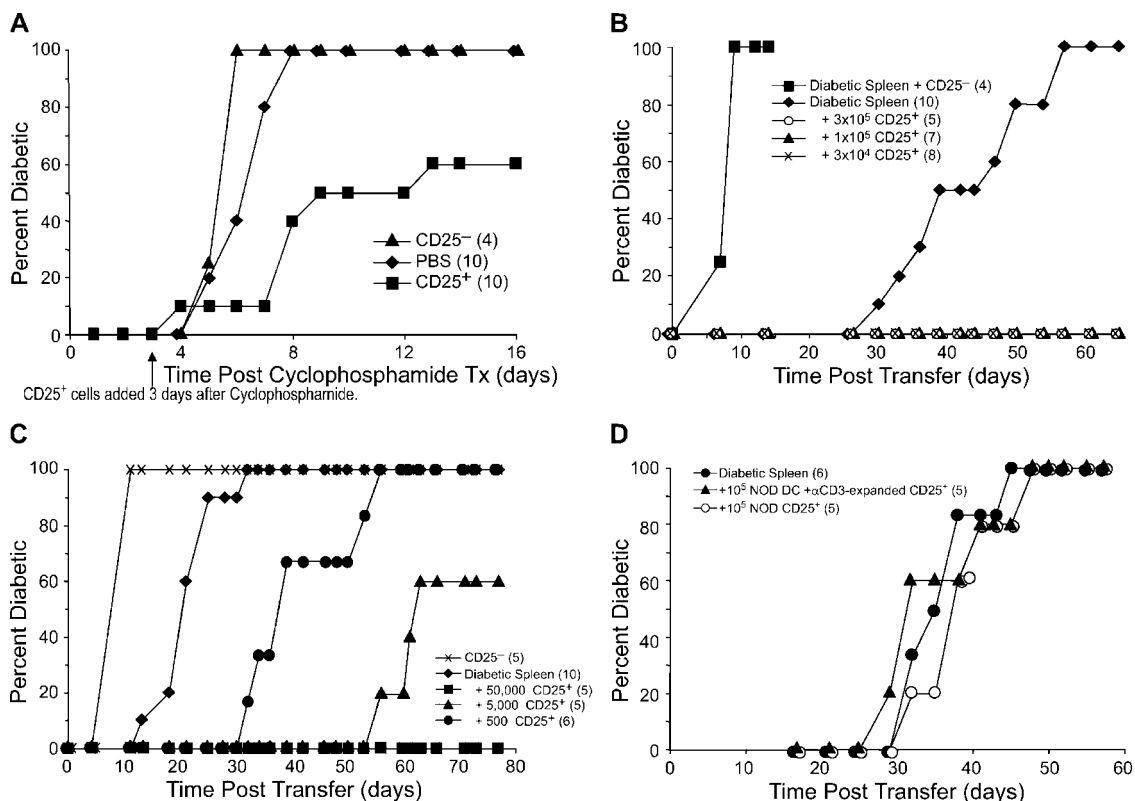 A
100
80
60
40
20
0
Percent Diabetic
CD25⁻ (4)
PBS (10)
CD25⁺ (10)
0
4
8
12
16
Time Post Cyclophosphamide Tx (days)
CD25⁺ cells added 3 days after Cyclophosphamide.
B
100
80
60
40
20
0
Percent Diabetic
Diabetic Spleen + CD25⁻ (4)
Diabetic Spleen (10)
+ 3x10⁵ CD25⁺ (5)
+ 1x10⁵ CD25⁺ (7)
+ 3x10⁴ CD25⁺ (8)
0
10
20
30
40
50
60
Time Post Transfer (days)
C
100
80
60
40
20
0
Percent Diabetic
CD25⁻ (5)
Diabetic Spleen (10)
+ 50,000 CD25⁺ (5)
+ 5,000 CD25⁺ (5)
+ 500 CD25⁺ (6)
0
10
20
30
40
50
60
70
80
Time Post Transfer (days)
D
100
80
60
40
20
0
Percent Diabetic
Diabetic Spleen (6)
+10⁵ NOD DC +αCD3-expanded CD25⁺ (5)
+10⁵ NOD CD25⁺ (5)
0
10
20
30
40
50
60
Time Post Transfer (days)